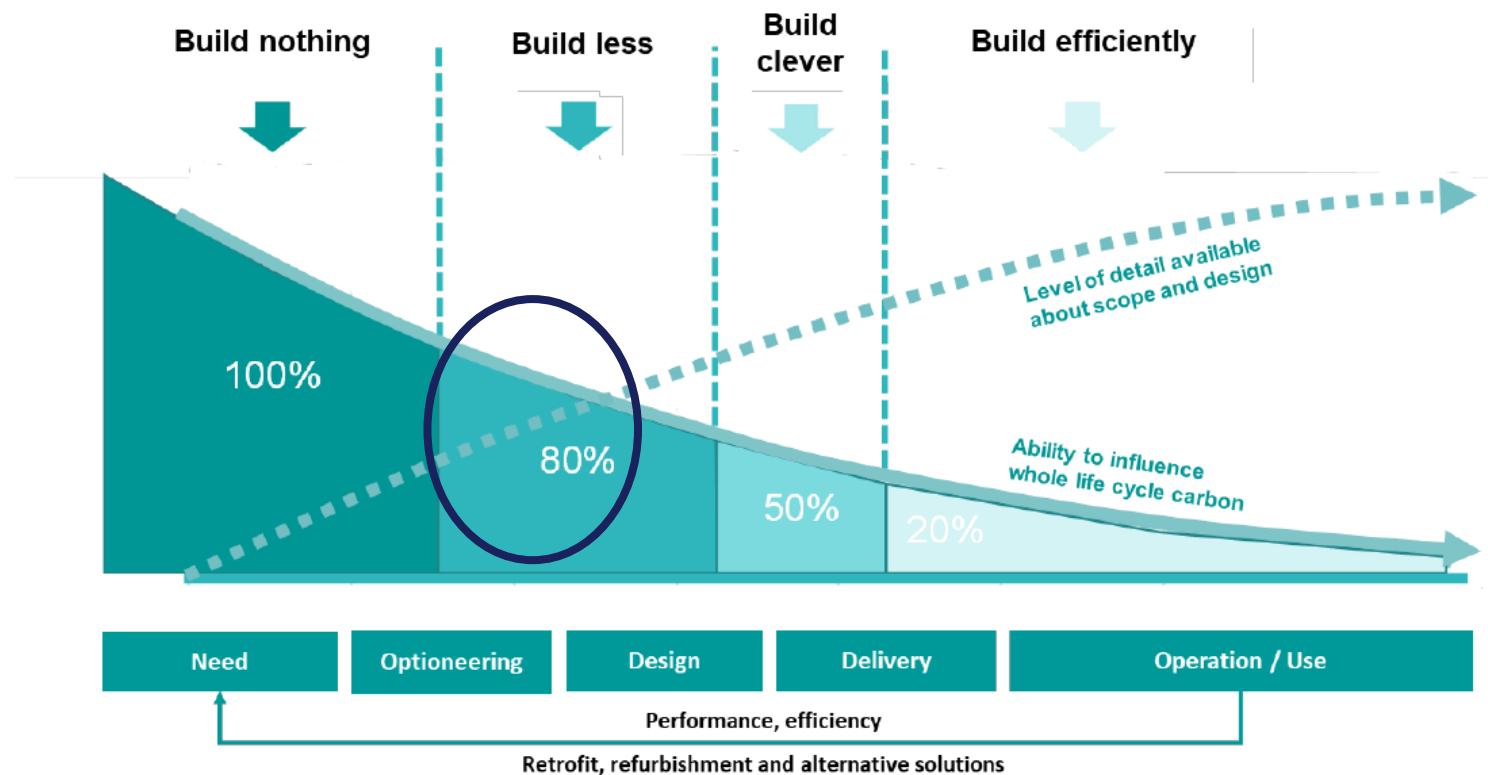 Build nothing
Build less
Build
clever
Build efficiently
Level of detail available
about scope and design
100%
80%
50%
20%
Ability to influence
whole life cycle carbon
Need
Optioneering
Design
Delivery
Operation / Use
Performance, efficiency
Retrofit, refurbishment and alternative solutions